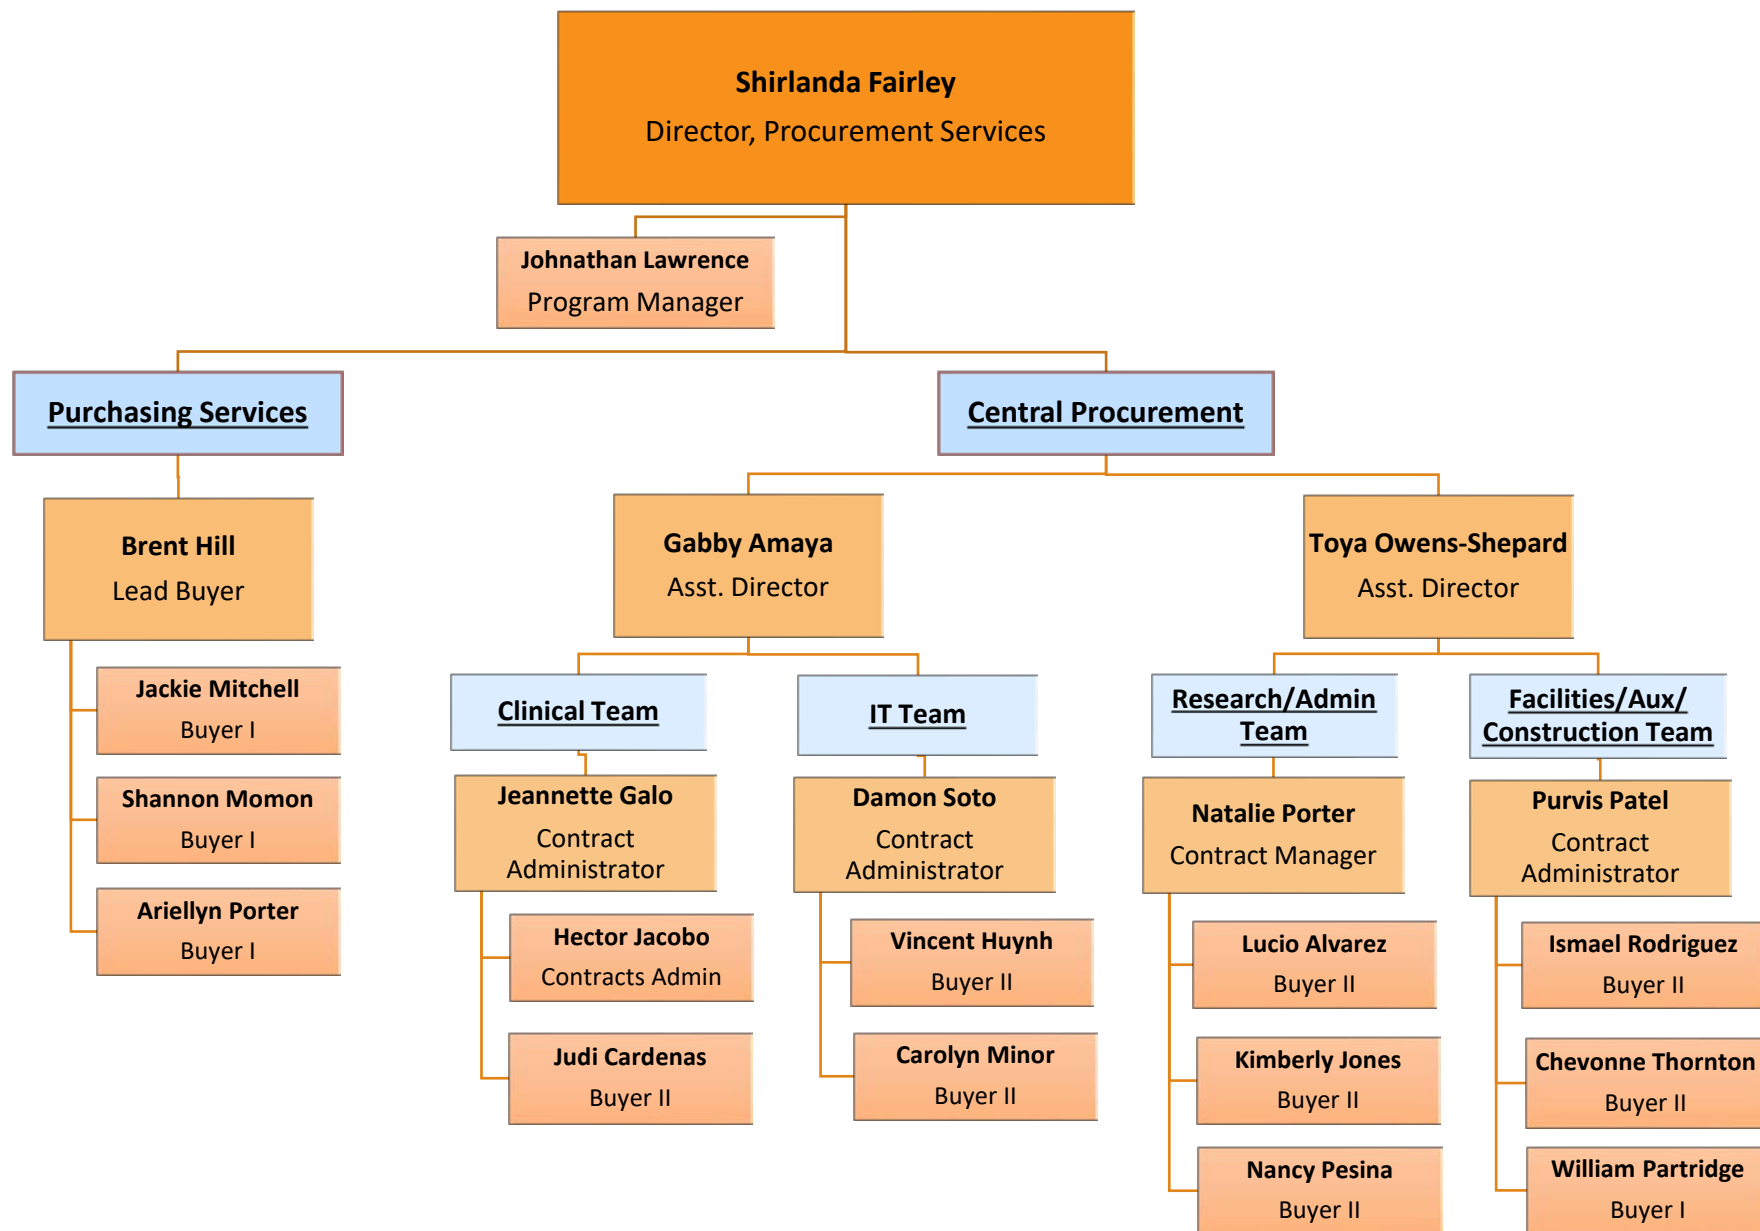 Shirlanda Fairley
Director, Procurement Services
Johnathan Lawrence
Program Manager
Purchasing Services
Central Procurement
Brent Hill
Lead Buyer
Jackie Mitchell
Buyer I
Shannon Momon
Buyer I
Ariellyn Porter
Buyer I
Gabby Amaya
Asst. Director
Clinical Team
Jeannette Galo
Contract
Administrator
Hector Jacobo
Contracts Admin
Judi Cardenas
Buyer II
IT Team
Damon Soto
Contract
Administrator
Vincent Huynh
Buyer II
Carolyn Minor
Buyer II
Toya Owens-Shepard
Asst. Director
Research/Admin
Team
Natalie Porter
Contract Manager
Lucio Alvarez
Buyer II
Kimberly Jones
Buyer II
Nancy Pesina
Buyer II
Facilities/Aux/
Construction Team
Purvis Patel
Contract
Administrator
Ismael Rodriguez
Buyer II
Chevonne Thornton
Buyer II
William Partridge
Buyer I